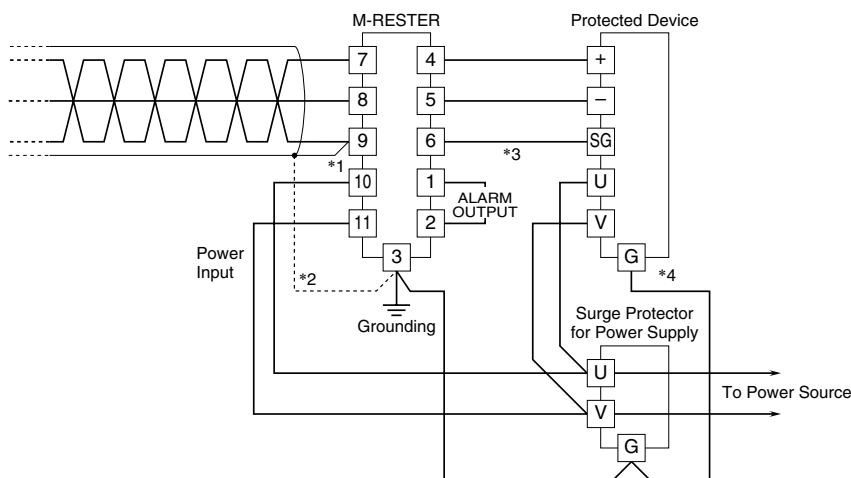 M-RESTER
Protected Device
7
4
+
8
5
–
9
6
SG
*1
*3
10
1
U
ALARM
OUTPUT
11
2
V
Power
Input
3
G
*2
*4
Grounding
Surge Protector
for Power Supply
U
To Power Source
V
G